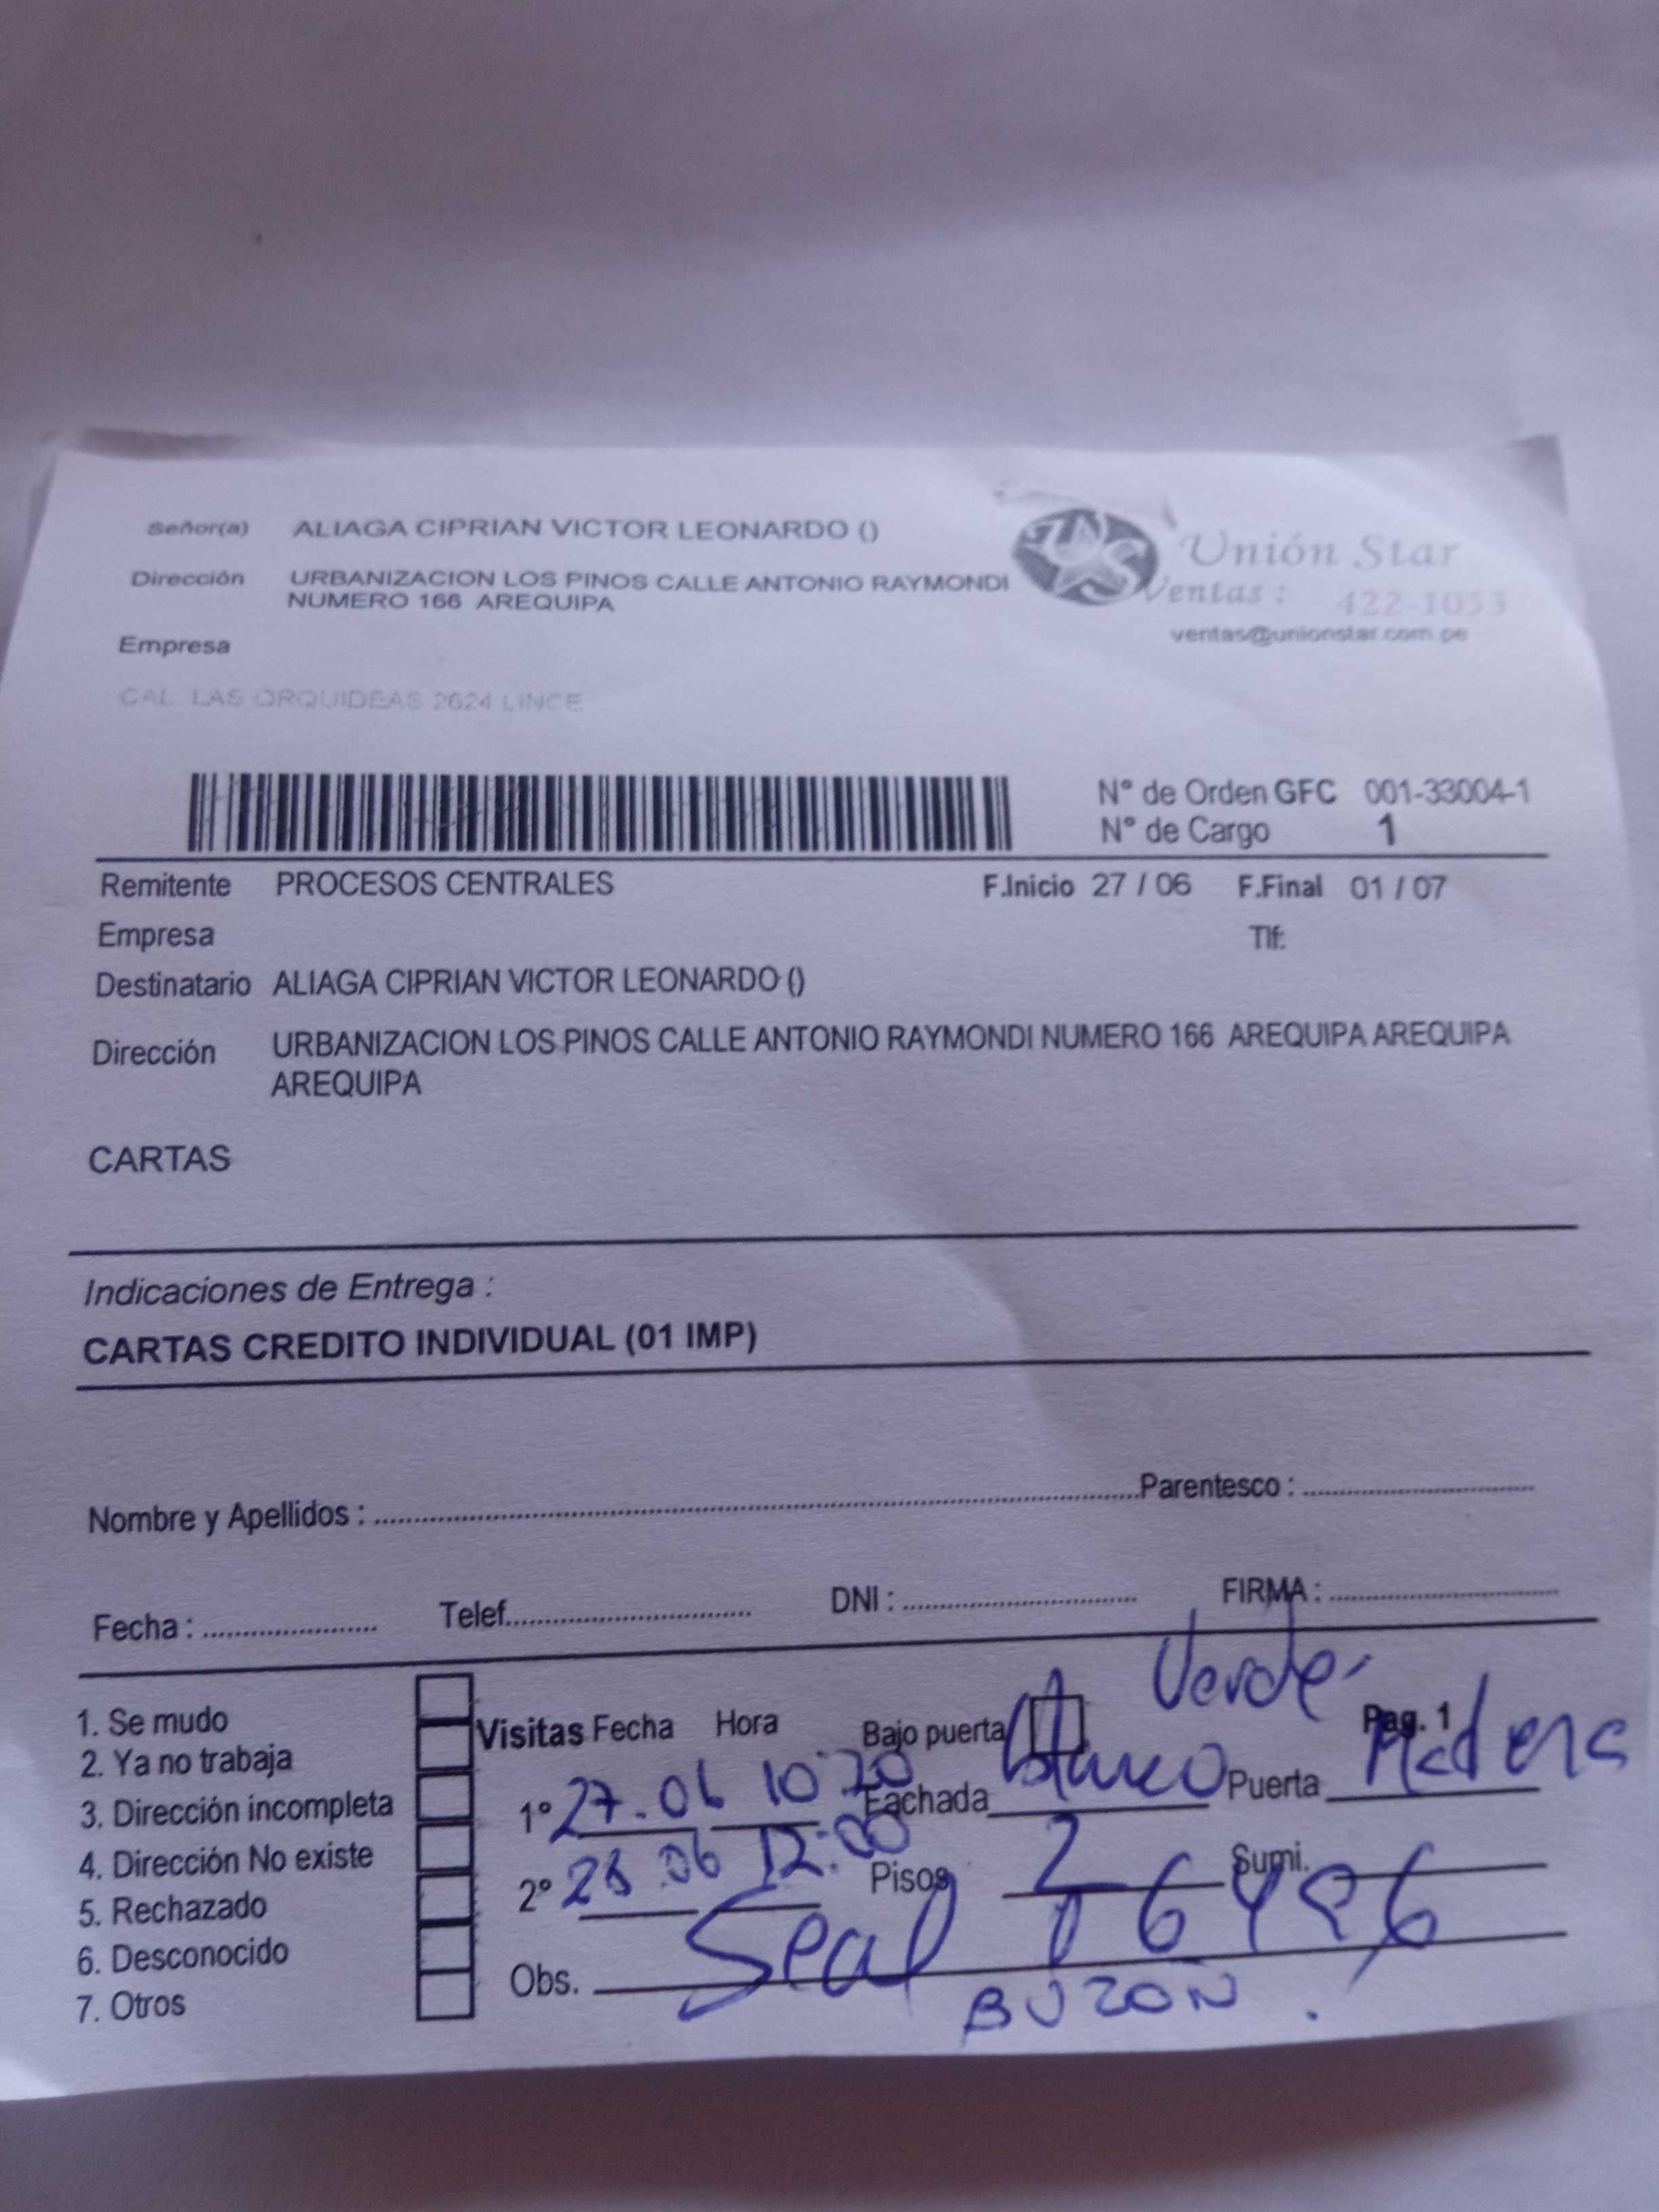 Señor(a) ALIAGA CIPRIAN VICTOR LEONARDO ()
Dirección URBANIZACION LOS PINOS CALLE ANTONIO RAYMONDI
NUMERO 166 AREQUIPA
Unión Star
Ventas : 422-1053
ventas@unionstar.com.pe
Empresa
CAL. LAS ORQUIDEAS 2624 LINCE
N° de Orden GFC 001-33004-1
N° de Cargo 1
Remitente PROCESOS CENTRALES F.Inicio 27 / 06 F.Final 01 / 07
Empresa Tlf:
Destinatario ALIAGA CIPRIAN VICTOR LEONARDO ()
Dirección URBANIZACION LOS PINOS CALLE ANTONIO RAYMONDI NUMERO 166 AREQUIPA AREQUIPA
AREQUIPA
CARTAS
Indicaciones de Entrega :
CARTAS CREDITO INDIVIDUAL (01 IMP)
Nombre y Apellidos : Parentesco :
Fecha : Telef. DNI : FIRMA :
Verde
1. Se mudo
2. Ya no trabaja
3. Dirección incompleta
4. Dirección No existe
5. Rechazado
6. Desconocido
7. Otros
Visitas Fecha Hora Bajo puerta Pag. 1
1° 27.06 10:20 Fachada blanco Puerta Madera
2° 28.06 12:00 Pisos 2 Sumi.
Obs. Seal
BUZON.